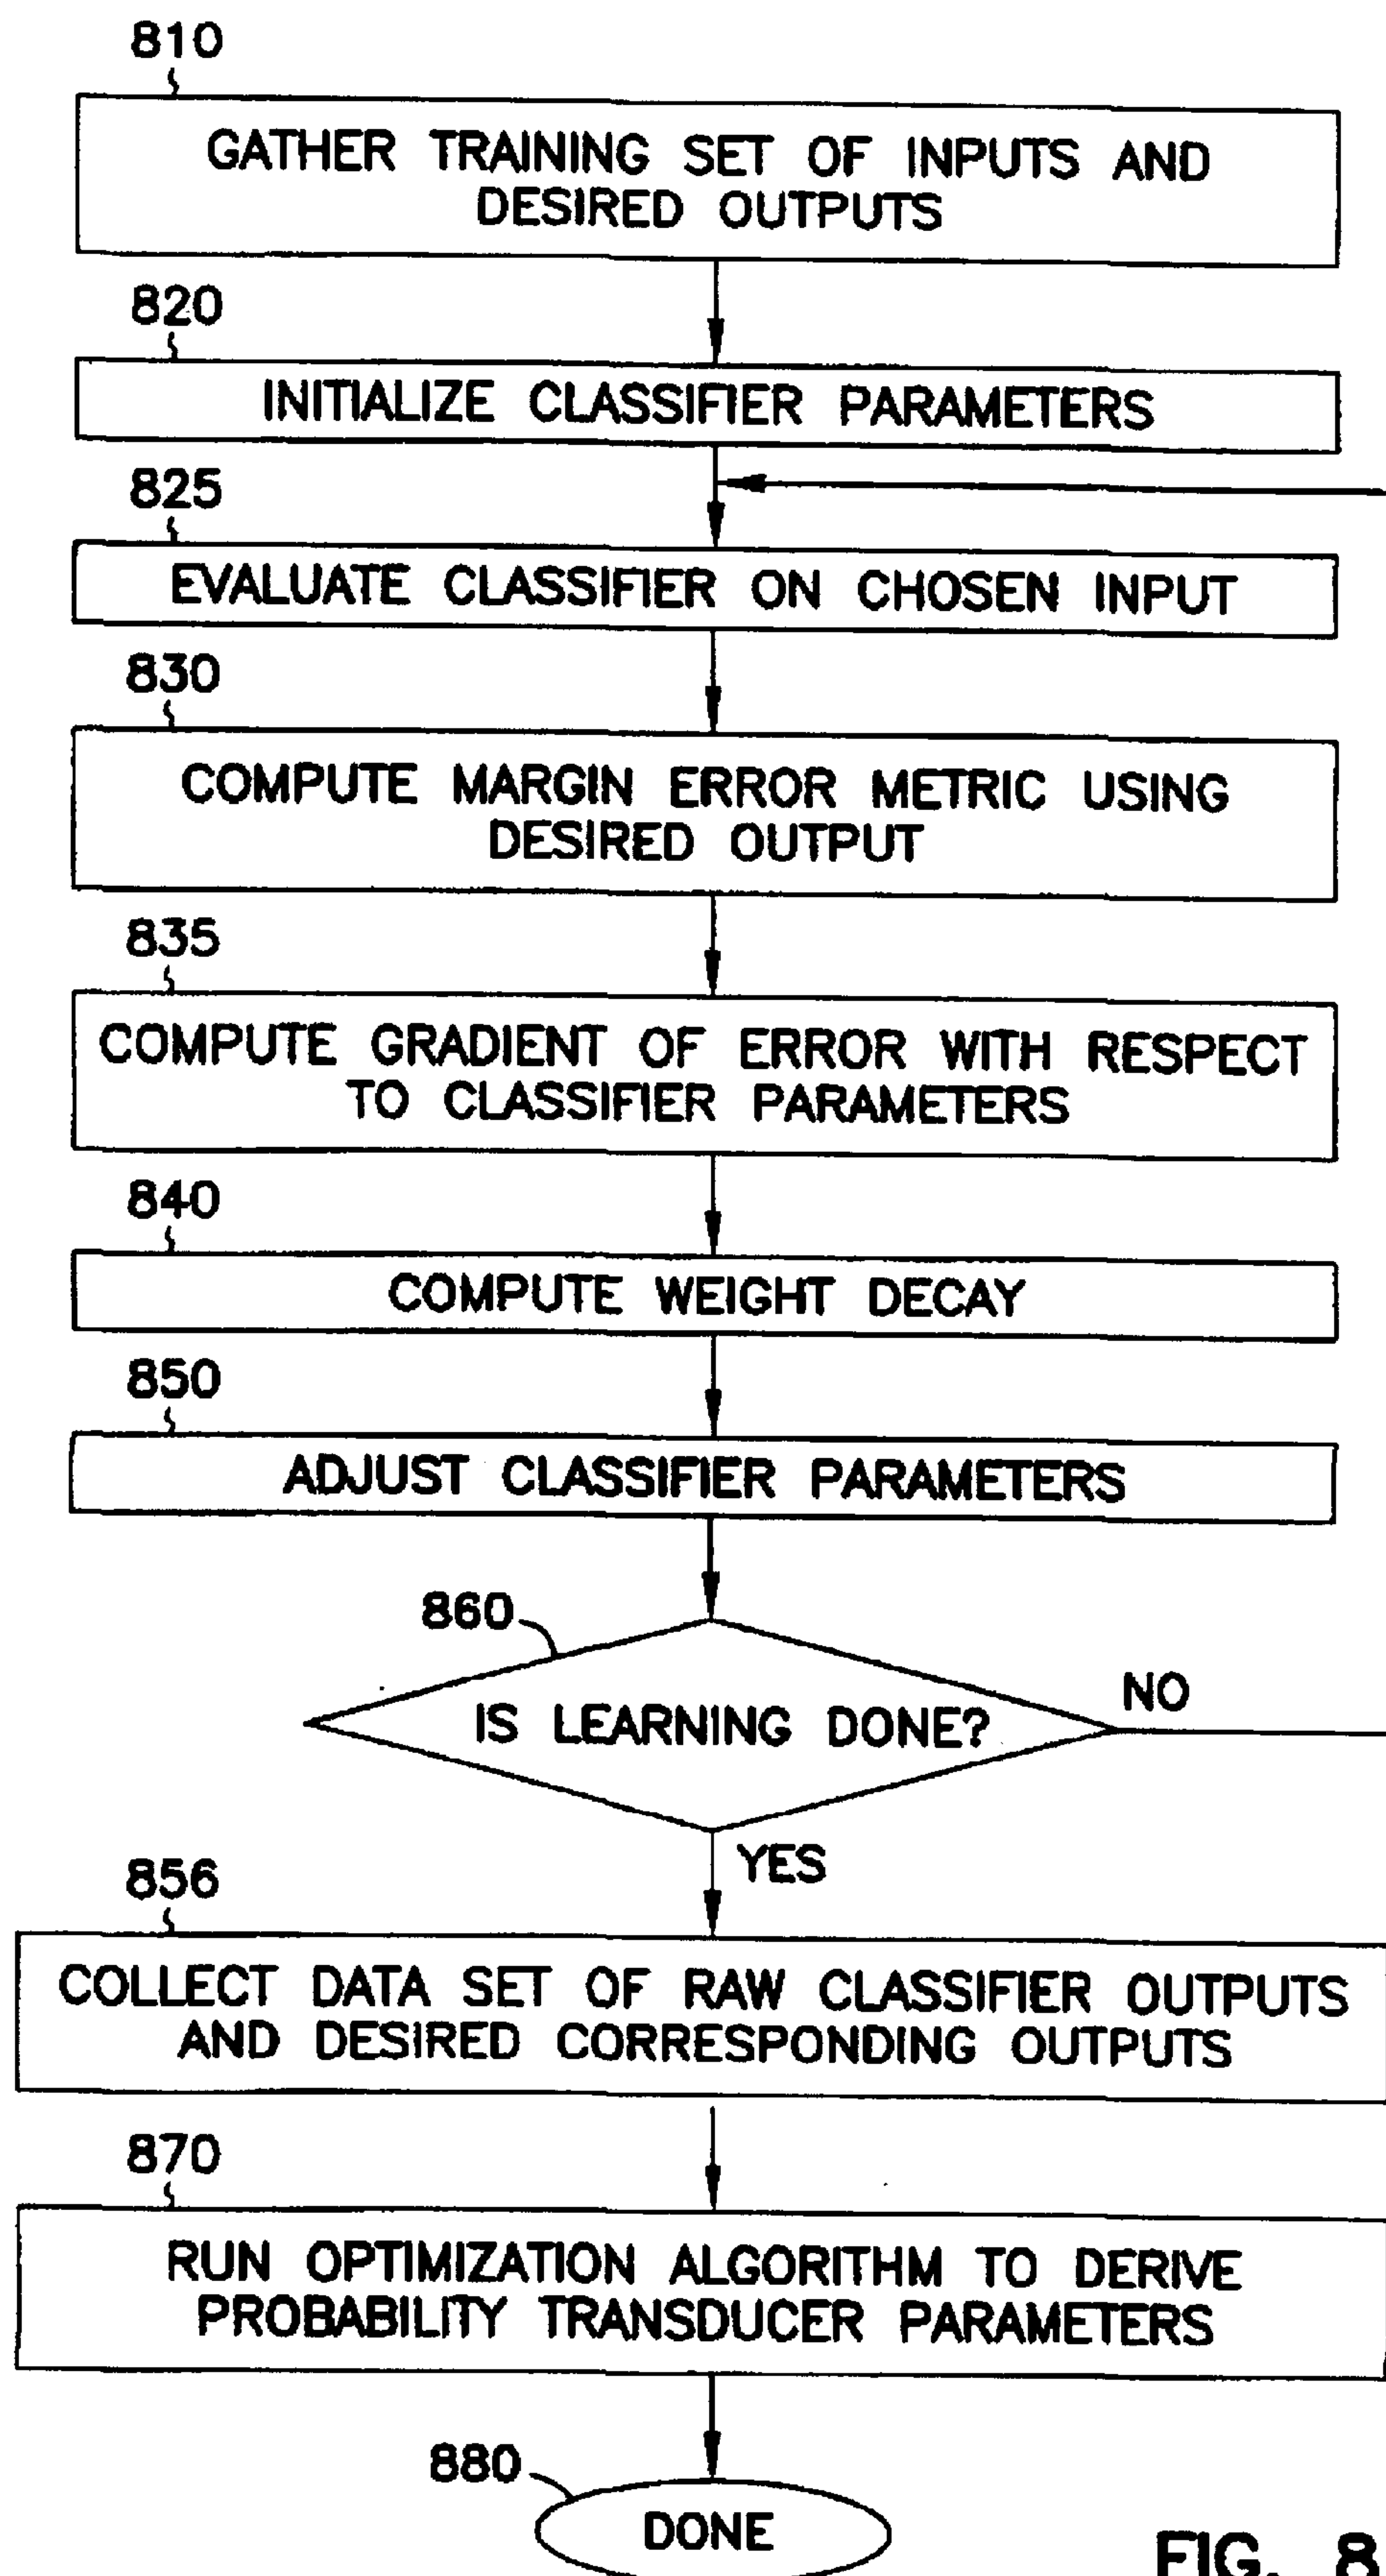 810
GATHER TRAINING SET OF INPUTS AND
DESIRED OUTPUTS
820
INITIALIZE CLASSIFIER PARAMETERS
825
EVALUATE CLASSIFIER ON CHOSEN INPUT
830
COMPUTE MARGIN ERROR METRIC USING
DESIRED OUTPUT
835
COMPUTE GRADIENT OF ERROR WITH RESPECT
TO CLASSIFIER PARAMETERS
840
COMPUTE WEIGHT DECAY
850
ADJUST CLASSIFIER PARAMETERS
860
IS LEARNING DONE?
NO
YES
856
COLLECT DATA SET OF RAW CLASSIFIER OUTPUTS
AND DESIRED CORRESPONDING OUTPUTS
870
RUN OPTIMIZATION ALGORITHM TO DERIVE
PROBABILITY TRANSDUCER PARAMETERS
880
DONE
FIG. 8